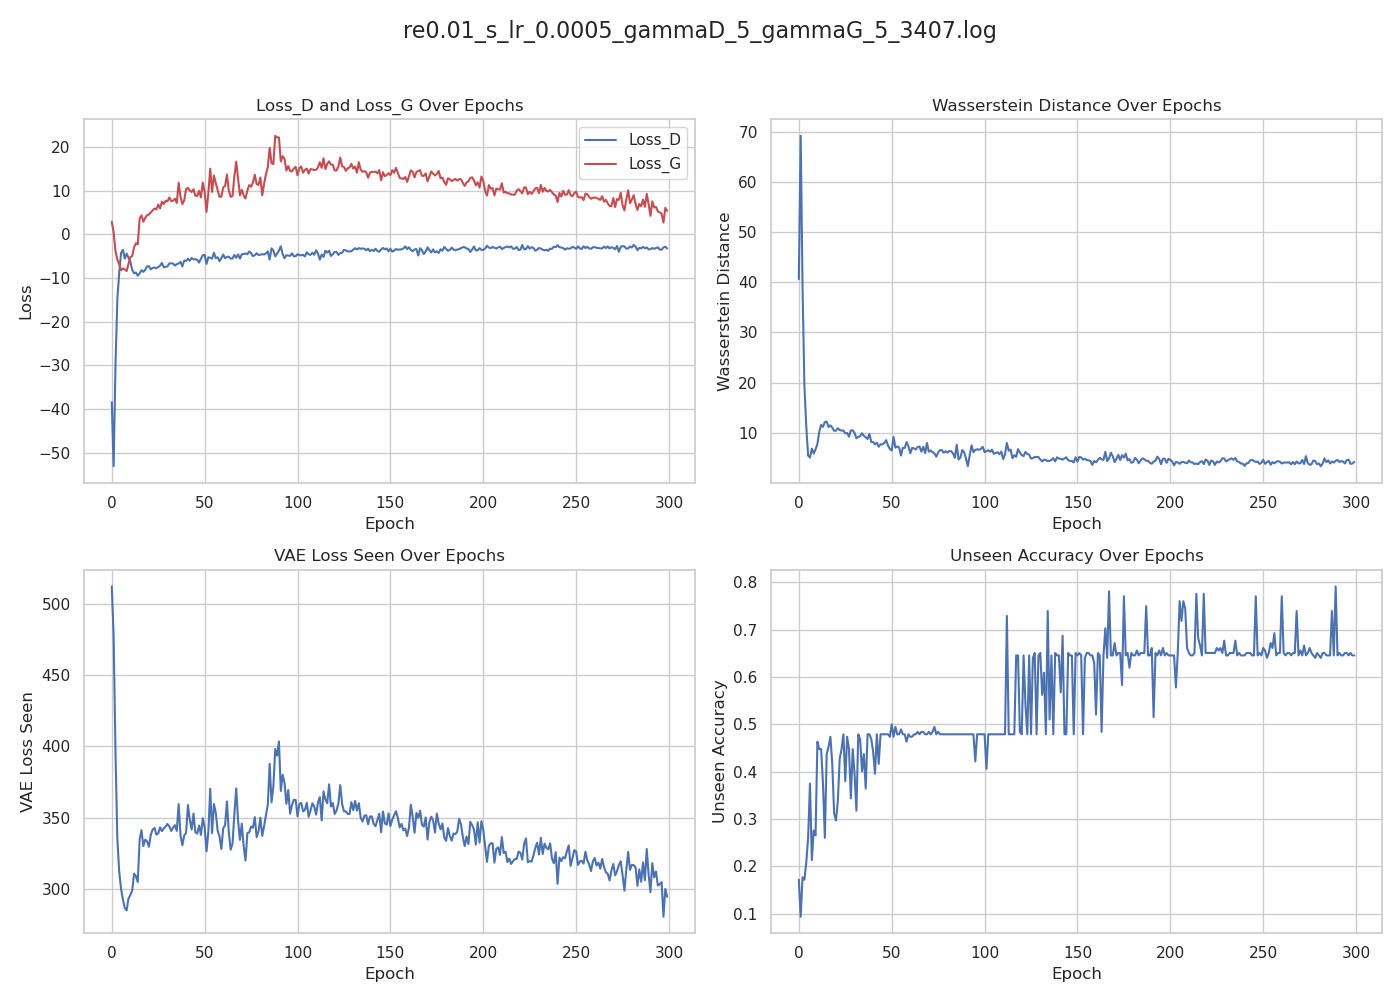 re0.01_s_lr_0.0005_gammaD_5_gammaG_5_3407.log
Loss_D and Loss_G Over Epochs
20
10
0
−10
−20
−30
−40
−50
Loss
Loss_D
Loss_G
0 50 100 150 200 250 300
Epoch
Wasserstein Distance Over Epochs
70
60
50
40
30
20
10
Wasserstein Distance
0 50 100 150 200 250 300
Epoch
VAE Loss Seen Over Epochs
500
450
400
350
300
VAE Loss Seen
0 50 100 150 200 250 300
Epoch
Unseen Accuracy Over Epochs
0.8
0.7
0.6
0.5
0.4
0.3
0.2
0.1
Unseen Accuracy
0 50 100 150 200 250 300
Epoch